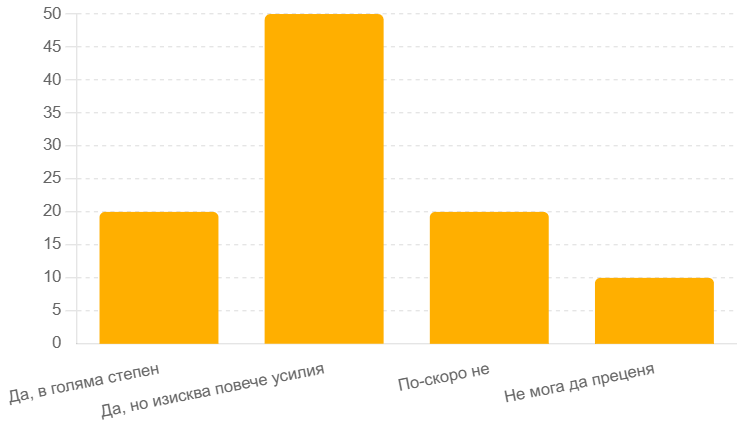 50
45
40
35
30
25
20
15
10
5
0
Да, в голяма степен
Да, но изисква повече усилия
По-скоро не
Не мога да преценя